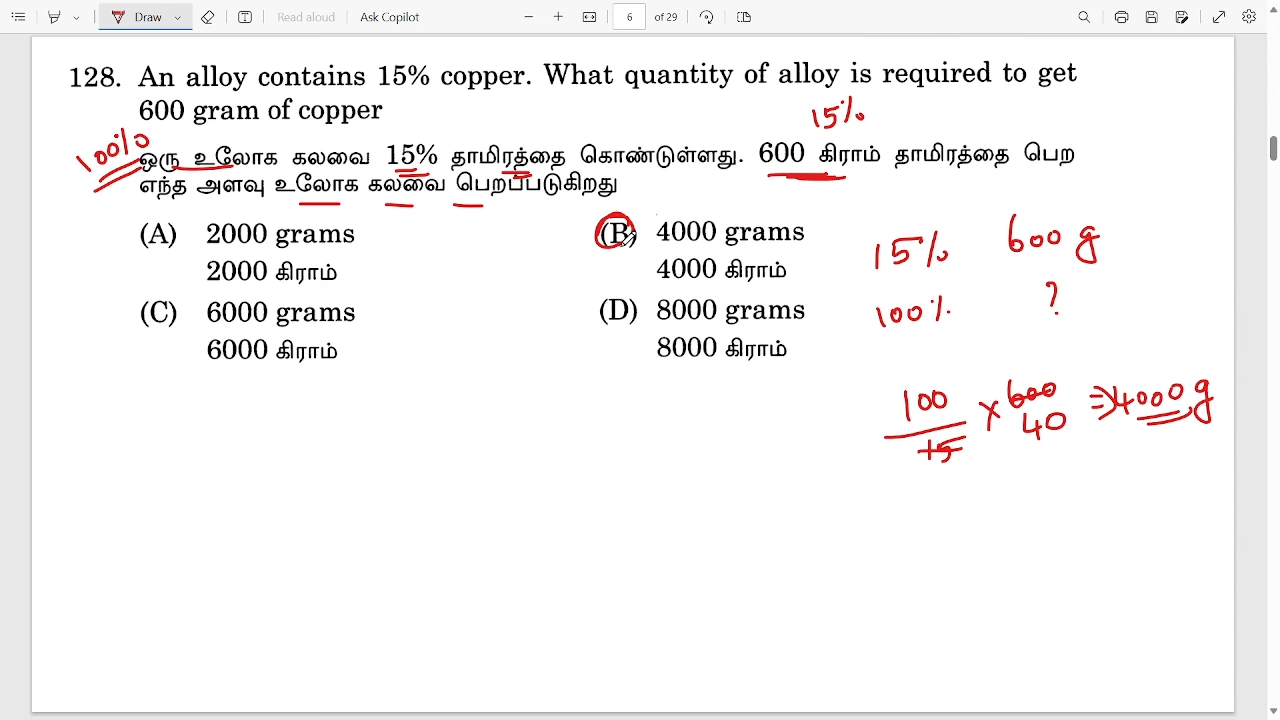 Draw
Read aloud
Ask Copilot
6
of 29
128. An alloy contains 15% copper. What quantity of alloy is required to get
600 gram of copper
15%
100%
ஒரு உலோக கலவை 15% தாமிரத்தை கொண்டுள்ளது. 600 கிராம் தாமிரத்தை பெற
எந்த அளவு உலோக கலவை பெறப்படுகிறது
(A) 2000 grams
2000 கிராம்
(B) 4000 grams
4000 கிராம்
(C) 6000 grams
6000 கிராம்
(D) 8000 grams
8000 கிராம்
15% 600 g
100% ?
100 × 600 ⇒ 4000 g
15 40